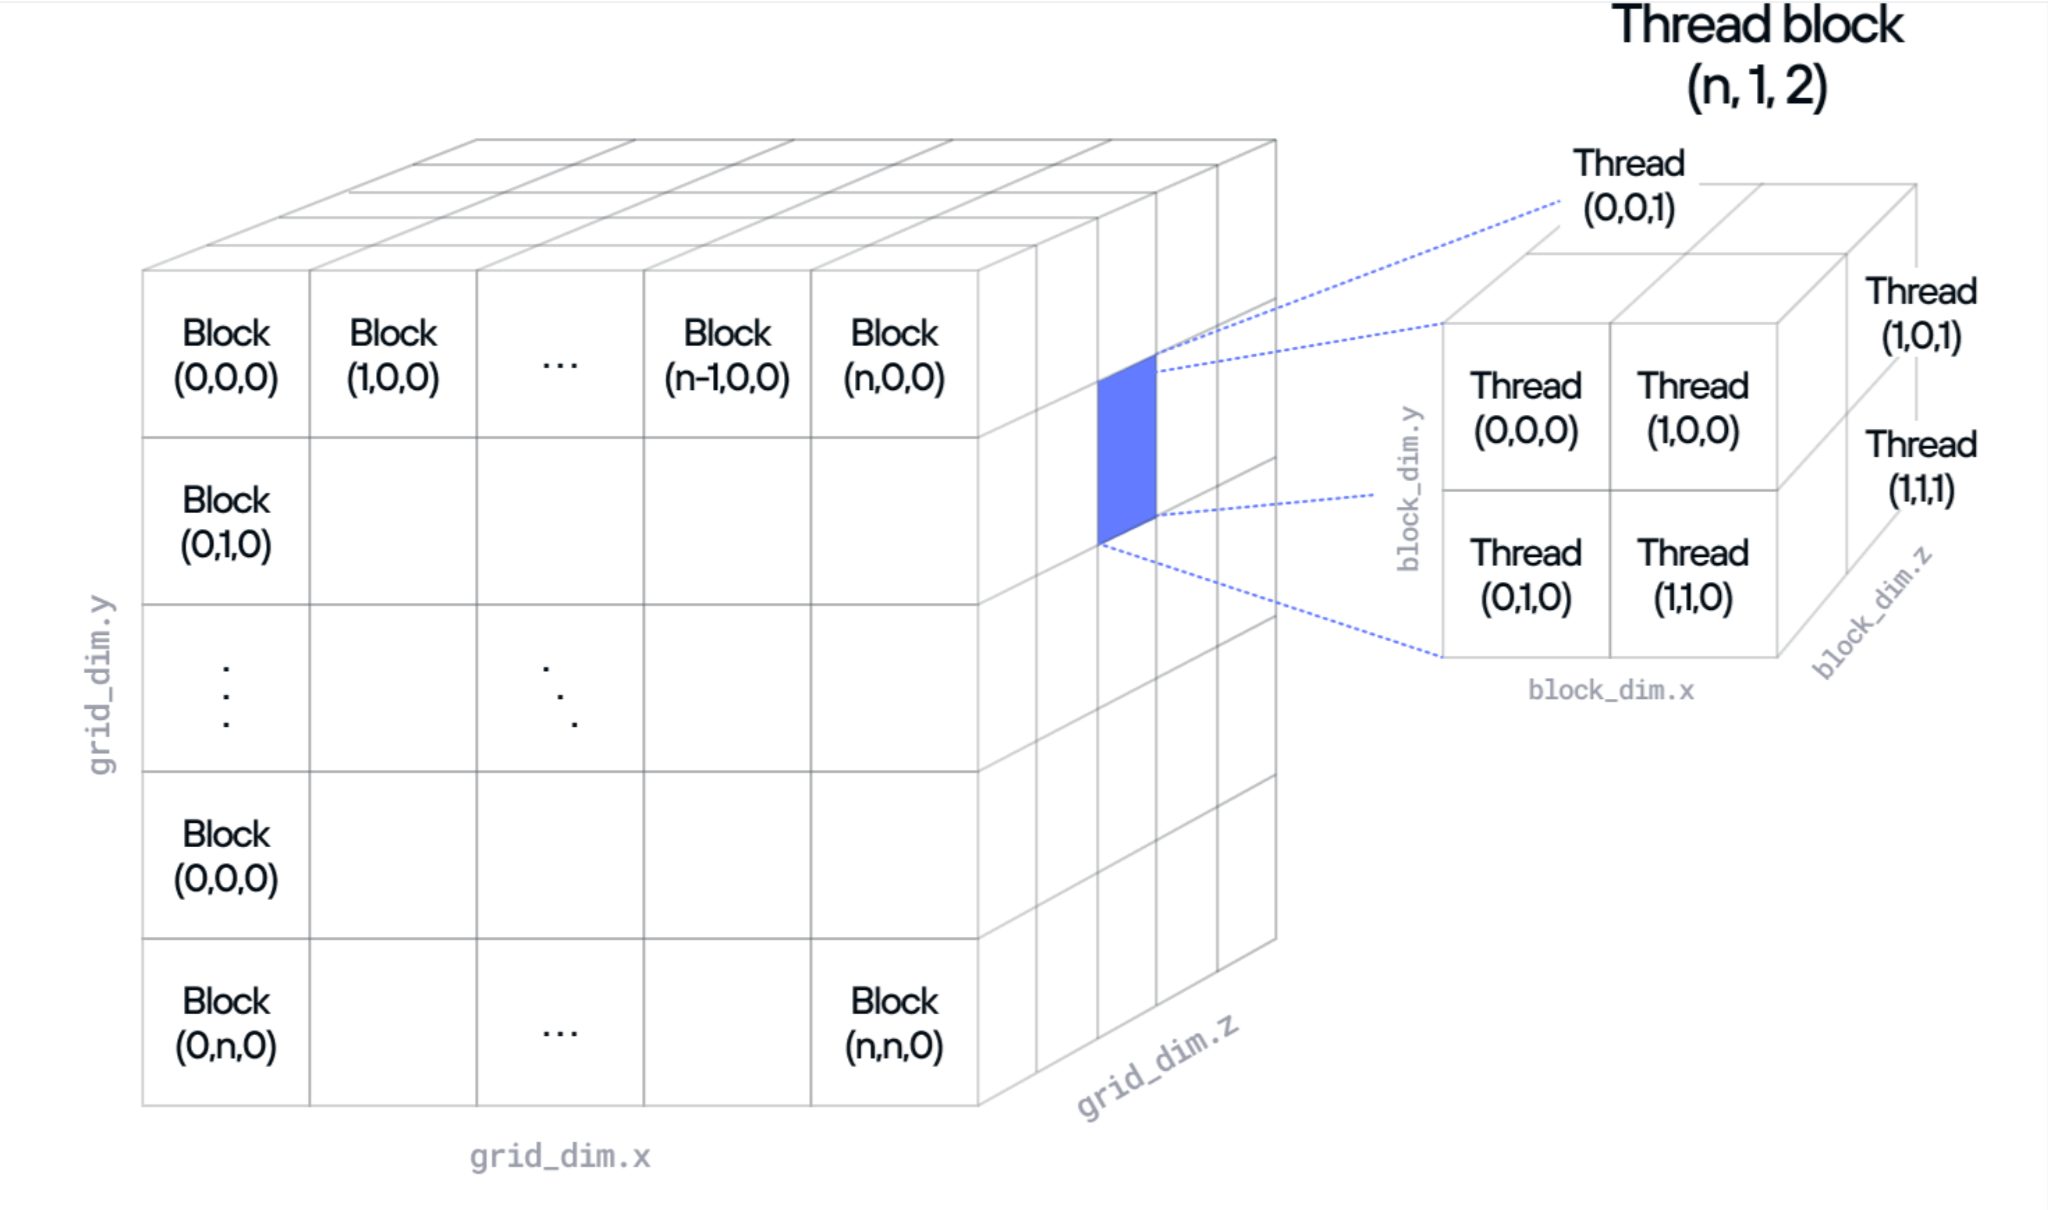 Thread block
(n, 1, 2)
Thread
(0,0,1)
Thread
(1,0,1)
Thread
(1,1,1)
Thread
(0,0,0)
Thread
(1,0,0)
Thread
(0,1,0)
Thread
(1,1,0)
block_dim.y
block_dim.x
block_dim.z
Block
(0,0,0)
Block
(1,0,0)
...
Block
(n-1,0,0)
Block
(n,0,0)
Block
(0,1,0)
Block
(0,0,0)
Block
(0,n,0)
...
Block
(n,n,0)
grid_dim.y
grid_dim.x
grid_dim.z